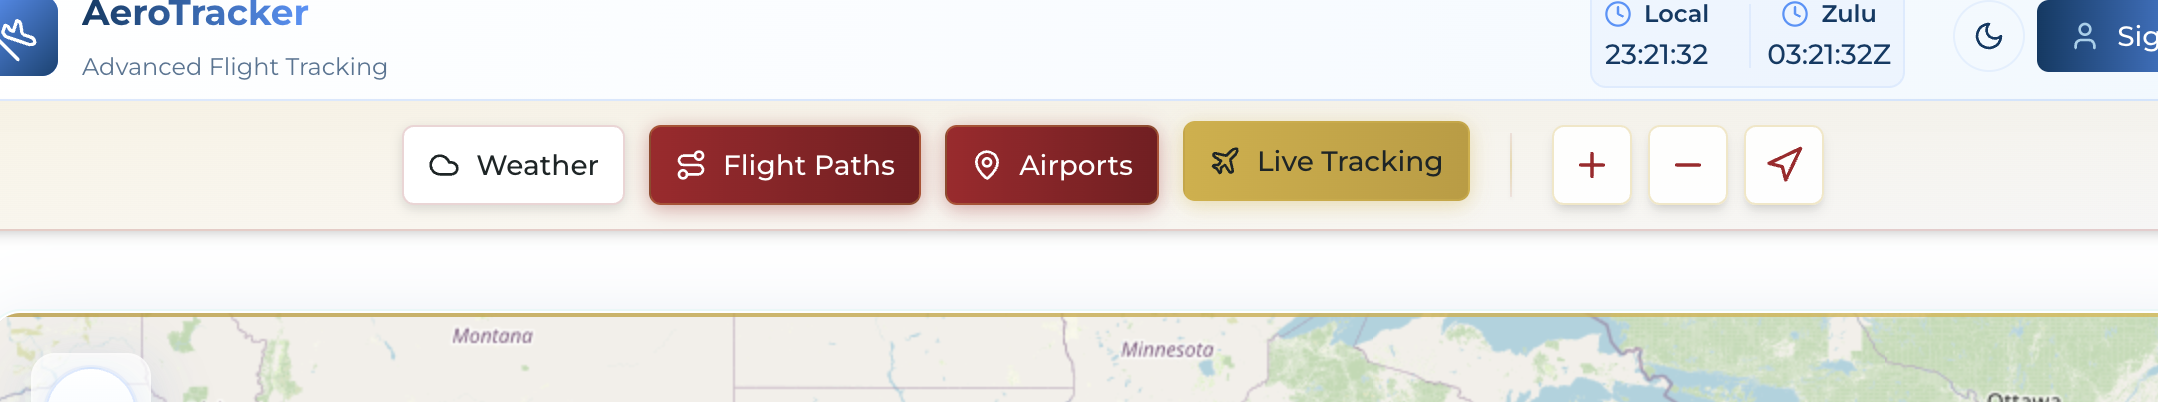 AeroTracker
Advanced Flight Tracking
Local
23:21:32
Zulu
03:21:32Z
Weather
Flight Paths
Airports
Live Tracking
Montana
Minnesota
Ottawa